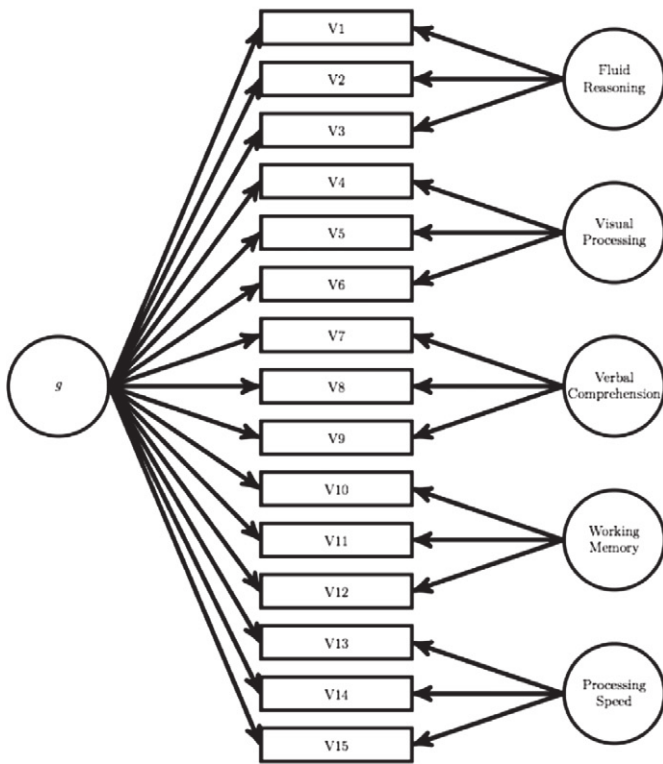 V1
V2
V3
V4
V5
V6
V7
V8
V9
V10
V11
V12
V13
V14
V15
g
Fluid
Reasoning
Visual
Processing
Verbal
Comprehension
Working
Memory
Processing
Speed